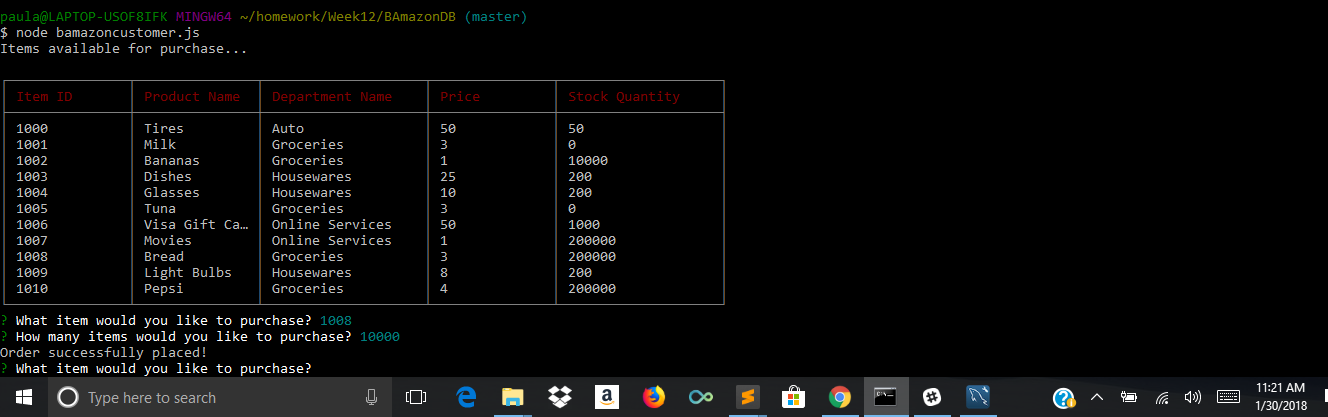 paula@LAPTOP-USOF8IFK MINGW64 ~/homework/Week12/BAmazonDB (master)
$ node bamazoncustomer.js
Items available for purchase...
Item ID Product Name Department Name Price Stock Quantity
1000 Tires Auto 50 50
1001 Milk Groceries 3 0
1002 Bananas Groceries 1 10000
1003 Dishes Housewares 25 200
1004 Glasses Housewares 10 200
1005 Tuna Groceries 3 0
1006 Visa Gift Ca… Online Services 50 1000
1007 Movies Online Services 1 200000
1008 Bread Groceries 3 200000
1009 Light Bulbs Housewares 8 200
1010 Pepsi Groceries 4 200000
? What item would you like to purchase? 1008
? How many items would you like to purchase? 10000
Order successfully placed!
? What item would you like to purchase?
Type here to search
11:21 AM
1/30/2018